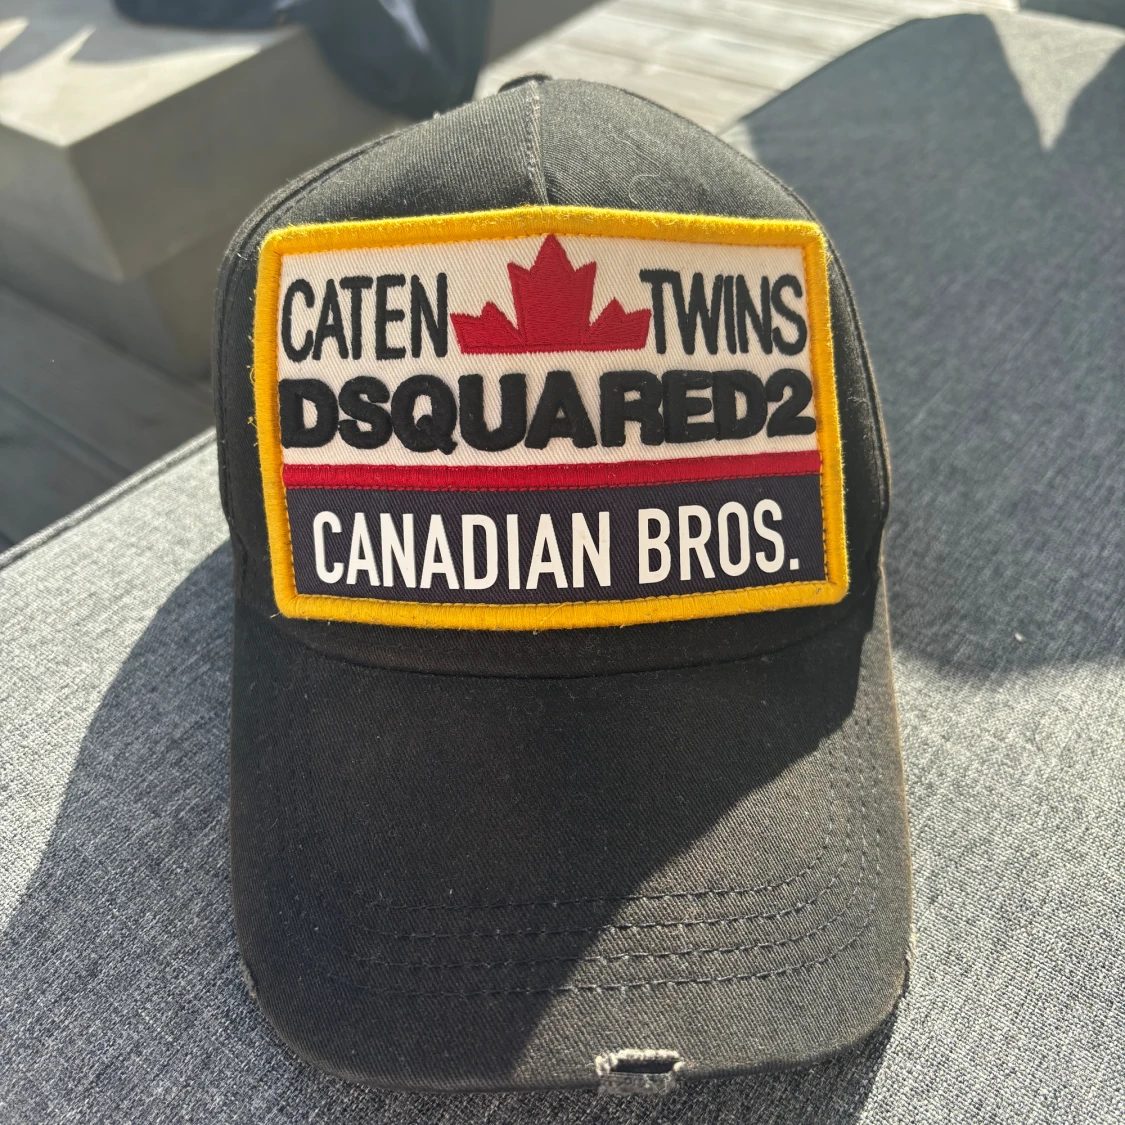 CATEN TWINS
DSQUARED2
CANADIAN BROS.